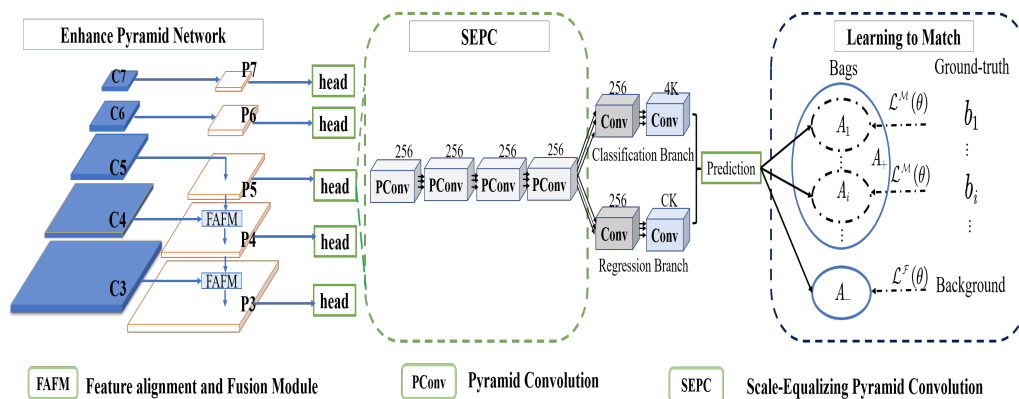 Enhance Pyramid Network
SEPC
Learning to Match
C7
P7
head
C6
P6
head
C5
P5
head
C4
FAFM
P4
head
C3
FAFM
P3
head
256
256
256
256
PConv
PConv
PConv
PConv
256
4K
Conv
Conv
Classification Branch
256
CK
Conv
Conv
Regression Branch
Prediction
Bags
Ground-truth
A₁
ℒᴹ(θ)
b₁
⋮
A₊
⋮
Aᵢ
ℒᴹ(θ)
bᵢ
⋮
⋮
A₋
ℒᶠ(θ)
Background
FAFM
Feature alignment and Fusion Module
PConv
Pyramid Convolution
SEPC
Scale-Equalizing Pyramid Convolution